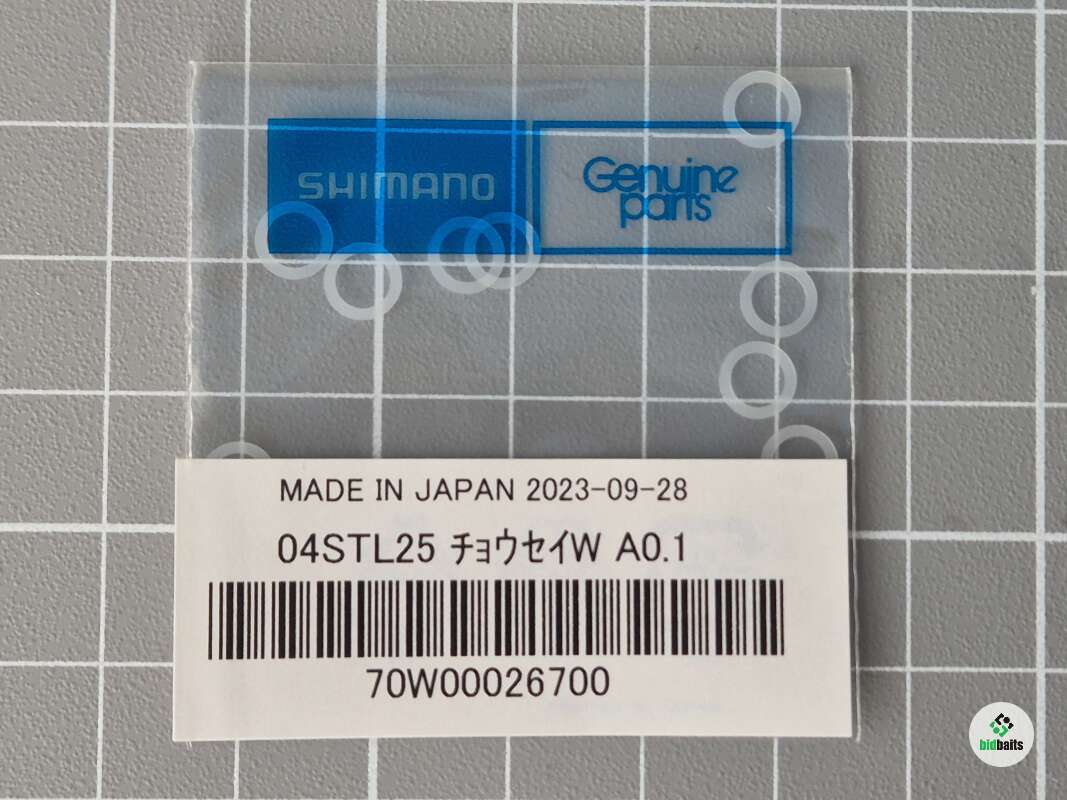 SHIMANO
Genuine
parts
MADE IN JAPAN 2023-09-28
04STL25 ﾁｮｳｾｲW A0.1
70W00026700
bidbaits